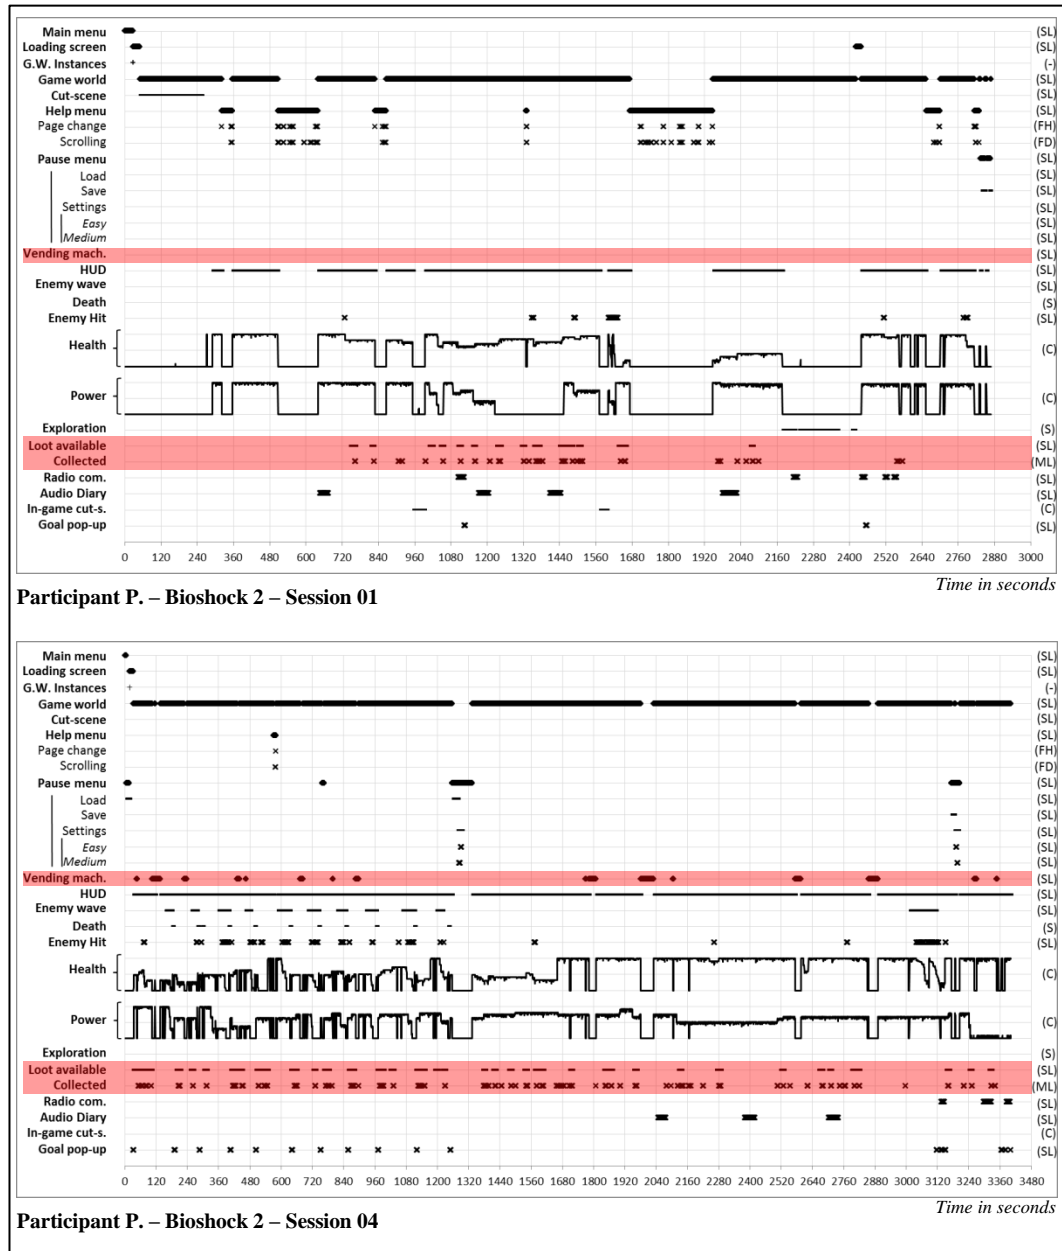 Main menu (SL)
Loading screen (SL)
G.W. Instances (-)
Game world (SL)
Cut-scene (SL)
Help menu (SL)
Page change (FH)
Scrolling (FD)
Pause menu (SL)
Load (SL)
Save (SL)
Settings (SL)
Easy (SL)
Medium (SL)
Vending mach. (SL)
HUD (SL)
Enemy wave (SL)
Death (S)
Enemy Hit (SL)
Health (C)
Power (C)
Exploration (S)
Loot available (SL)
Collected (ML)
Radio com. (SL)
Audio Diary (SL)
In-game cut-s. (C)
Goal pop-up (SL)
0 120 240 360 480 600 720 840 960 1080 1200 1320 1440 1560 1680 1800 1920 2040 2160 2280 2400 2520 2640 2760 2880 3000
Time in seconds
Participant P. – Bioshock 2 – Session 01
Main menu (SL)
Loading screen (SL)
G.W. Instances (-)
Game world (SL)
Cut-scene (SL)
Help menu (SL)
Page change (FH)
Scrolling (FD)
Pause menu (SL)
Load (SL)
Save (SL)
Settings (SL)
Easy (SL)
Medium (SL)
Vending mach. (SL)
HUD (SL)
Enemy wave (SL)
Death (S)
Enemy Hit (SL)
Health (C)
Power (C)
Exploration (S)
Loot available (SL)
Collected (ML)
Radio com. (SL)
Audio Diary (SL)
In-game cut-s. (C)
Goal pop-up (SL)
0 120 240 360 480 600 720 840 960 1080 1200 1320 1440 1560 1680 1800 1920 2040 2160 2280 2400 2520 2640 2760 2880 3000 3120 3240 3360 3480
Time in seconds
Participant P. – Bioshock 2 – Session 04